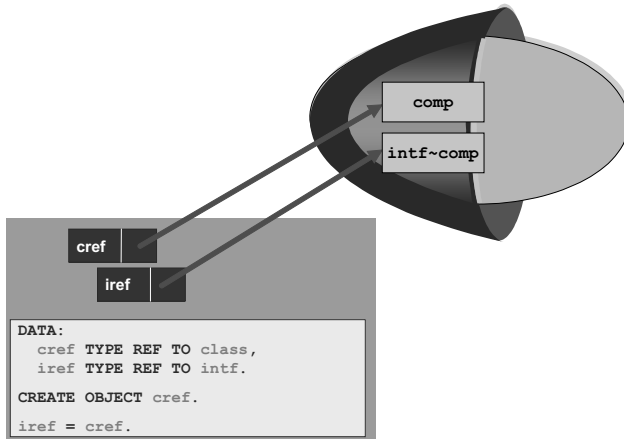 comp
intf~comp
cref
iref
DATA:
cref TYPE REF TO class,
iref TYPE REF TO intf.
CREATE OBJECT cref.
iref = cref.